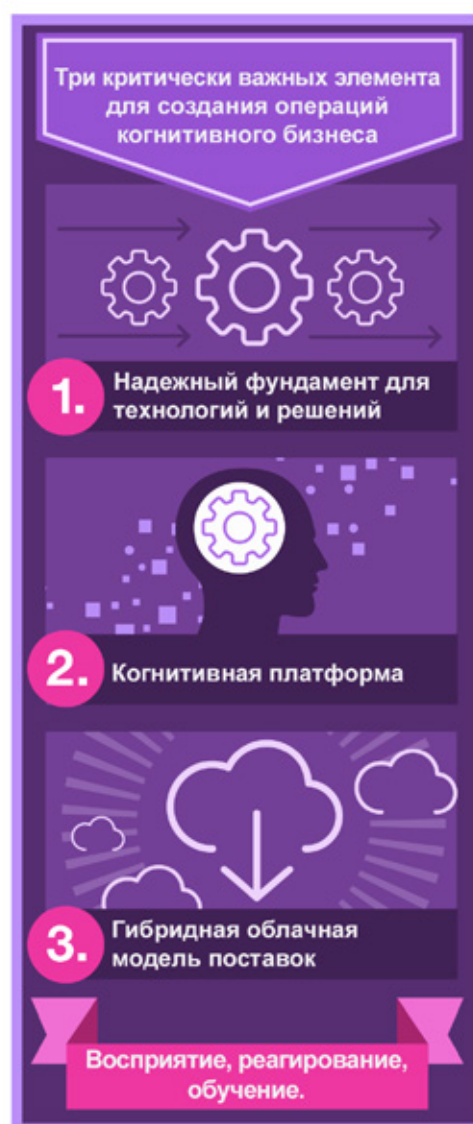 Три критически важных элемента
для создания операций
когнитивного бизнеса
1.
Надежный фундамент для
технологий и решений
2.
Когнитивная платформа
3.
Гибридная облачная
модель поставок
Восприятие, реагирование,
обучение.